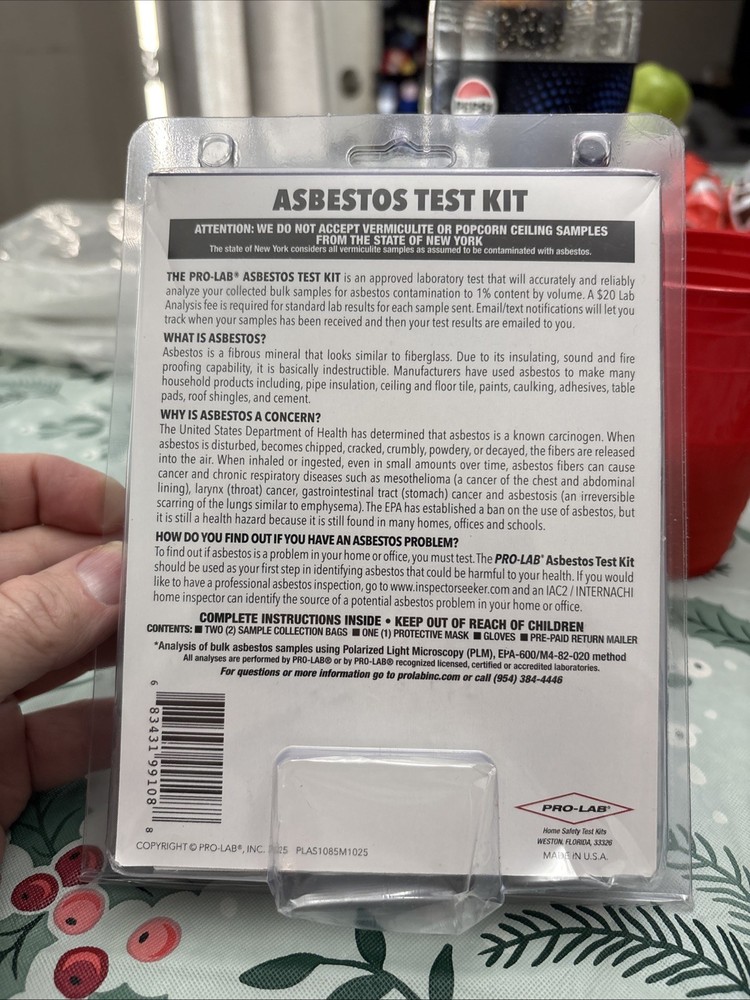 PEPSI
ASBESTOS TEST KIT
ATTENTION: WE DO NOT ACCEPT VERMICULITE OR POPCORN CEILING SAMPLES
FROM THE STATE OF NEW YORK
The state of New York considers all vermiculite samples as assumed to be contaminated with asbestos.
THE PRO-LAB® ASBESTOS TEST KIT is an approved laboratory test that will accurately and reliably
analyze your collected bulk samples for asbestos contamination to 1% content by volume. A $20 Lab
Analysis fee is required for standard lab results for each sample sent. Email/text notifications will let you
track when your samples has been received and then your test results are emailed to you.
WHAT IS ASBESTOS?
Asbestos is a fibrous mineral that looks similar to fiberglass. Due to its insulating, sound and fire
proofing capability, it is basically indestructible. Manufacturers have used asbestos to make many
household products including, pipe insulation, ceiling and floor tile, paints, caulking, adhesives, table
pads, roof shingles, and cement.
WHY IS ASBESTOS A CONCERN?
The United States Department of Health has determined that asbestos is a known carcinogen. When
asbestos is disturbed, becomes chipped, cracked, crumbly, powdery, or decayed, the fibers are released
into the air. When inhaled or ingested, even in small amounts over time, asbestos fibers can cause
cancer and chronic respiratory diseases such as mesothelioma (a cancer of the chest and abdominal
lining), larynx (throat) cancer, gastrointestinal tract (stomach) cancer and asbestosis (an irreversible
scarring of the lungs similar to emphysema). The EPA has established a ban on the use of asbestos, but
it is still a health hazard because it is still found in many homes, offices and schools.
HOW DO YOU FIND OUT IF YOU HAVE AN ASBESTOS PROBLEM?
To find out if asbestos is a problem in your home or office, you must test. The PRO-LAB® Asbestos Test Kit
should be used as your first step in identifying asbestos that could be harmful to your health. If you would
like to have a professional asbestos inspection, go to www.inspectorseeker.com and an IAC2 / INTERNACHI
home inspector can identify the source of a potential asbestos problem in your home or office.
COMPLETE INSTRUCTIONS INSIDE • KEEP OUT OF REACH OF CHILDREN
CONTENTS: ■ TWO (2) SAMPLE COLLECTION BAGS ■ ONE (1) PROTECTIVE MASK ■ GLOVES ■ PRE-PAID RETURN MAILER
*Analysis of bulk asbestos samples using Polarized Light Microscopy (PLM), EPA-600/M4-82-020 method
All analyses are performed by PRO-LAB® or by PRO-LAB® recognized licensed, certified or accredited laboratories.
For questions or more information go to prolabinc.com or call (954) 384-4446
6 83431 99108 8
PRO-LAB®
Home Safety Test Kits
WESTON, FLORIDA, 33326
MADE IN U.S.A.
COPYRIGHT © PRO-LAB®, INC. 2025 PLAS1085M1025